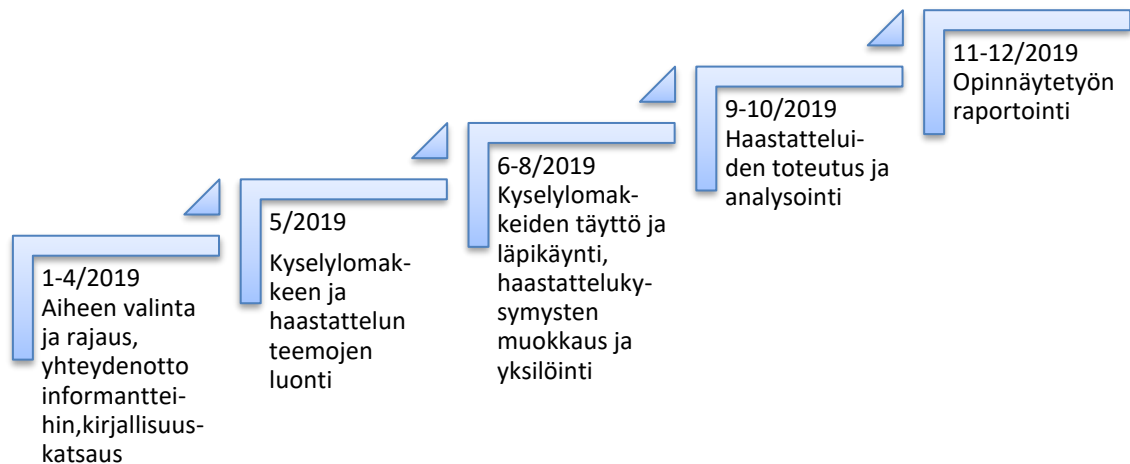 1-4/2019
Aiheen valinta
ja rajaus,
yhteydenotto
informanttei-
hin,kirjallisuus-
katsaus
5/2019
Kyselylomak-
keen ja
haastattelun
teemojen
luonti
6-8/2019
Kyselylomak-
keiden täyttö ja
läpikäynti,
haastatteluky-
symysten
muokkaus ja
yksilöinti
9-10/2019
Haastattelui-
den toteutus ja
analysointi
11-12/2019
Opinnäytetyön
raportointi